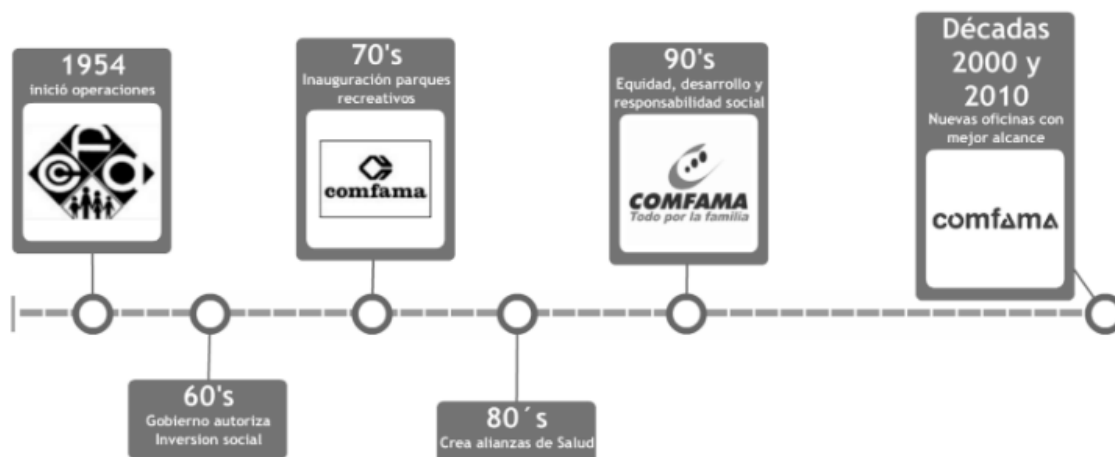 1954
inició operaciones
60's
Gobierno autoriza
Inversion social
70's
Inauguración parques
recreativos
comfama
80´s
Crea alianzas de Salud
90's
Equidad, desarrollo y
responsabilidad social
COMFAMA
Todo por la familia
Décadas
2000 y
2010
Nuevas oficinas con
mejor alcance
comfama